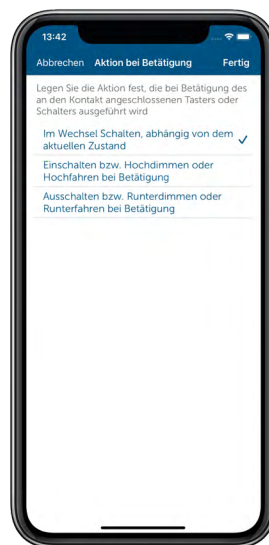 13:42
Abbrechen Aktion bei Betätigung Fertig
Legen Sie die Aktion fest, die bei Betätigung des
an den Kontakt angeschlossenen Tasters oder
Schalters ausgeführt wird
Im Wechsel Schalten, abhängig von dem
aktuellen Zustand
Einschalten bzw. Hochdimmen oder
Hochfahren bei Betätigung
Ausschalten bzw. Runterdimmen oder
Runterfahren bei Betätigung